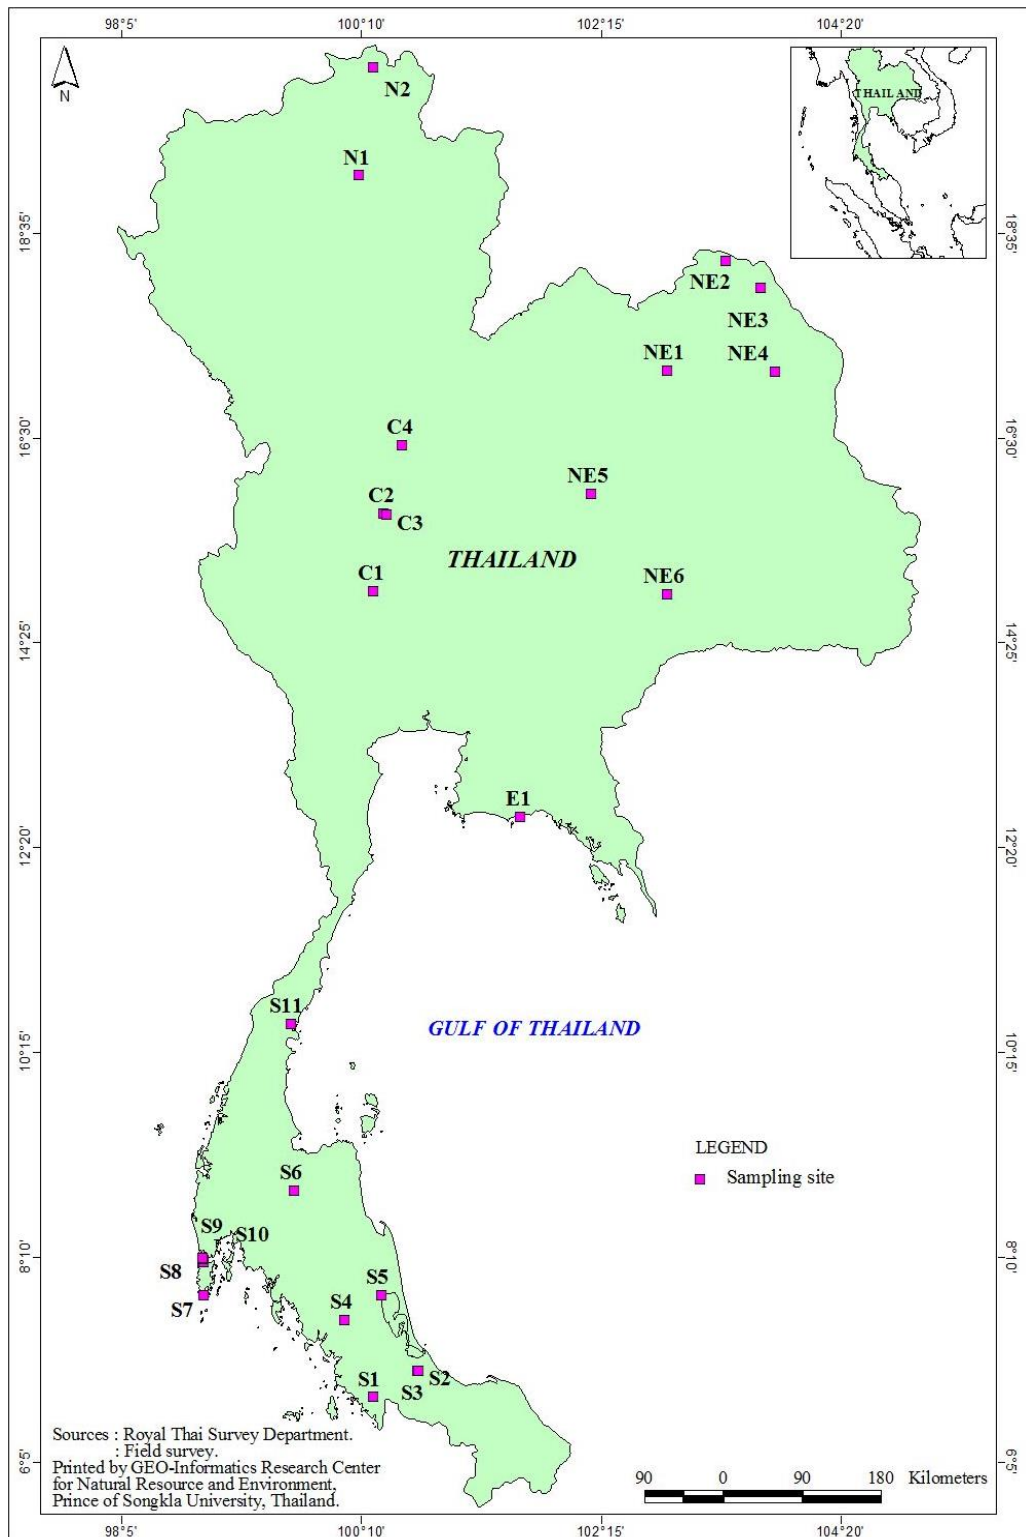 98°5'
100°10'
102°15'
104°20'
N
N2
THAILAND
N1
18°35'
18°35'
NE2
NE3
NE1
NE4
C4
16°30'
16°30'
NE5
C2
C3
THAILAND
C1
NE6
14°25'
14°25'
E1
12°20'
12°20'
S11
GULF OF THAILAND
10°15'
10°15'
LEGEND
Sampling site
S6
S9
S10
8°10'
8°10'
S8
S7
S5
S4
S1
S3
S2
Sources : Royal Thai Survey Department.
: Field survey.
Printed by GEO-Informatics Research Center
for Natural Resource and Environment,
Prince of Songkla University, Thailand.
6°5'
6°5'
90 0 90 180 Kilometers
98°5'
100°10'
102°15'
104°20'